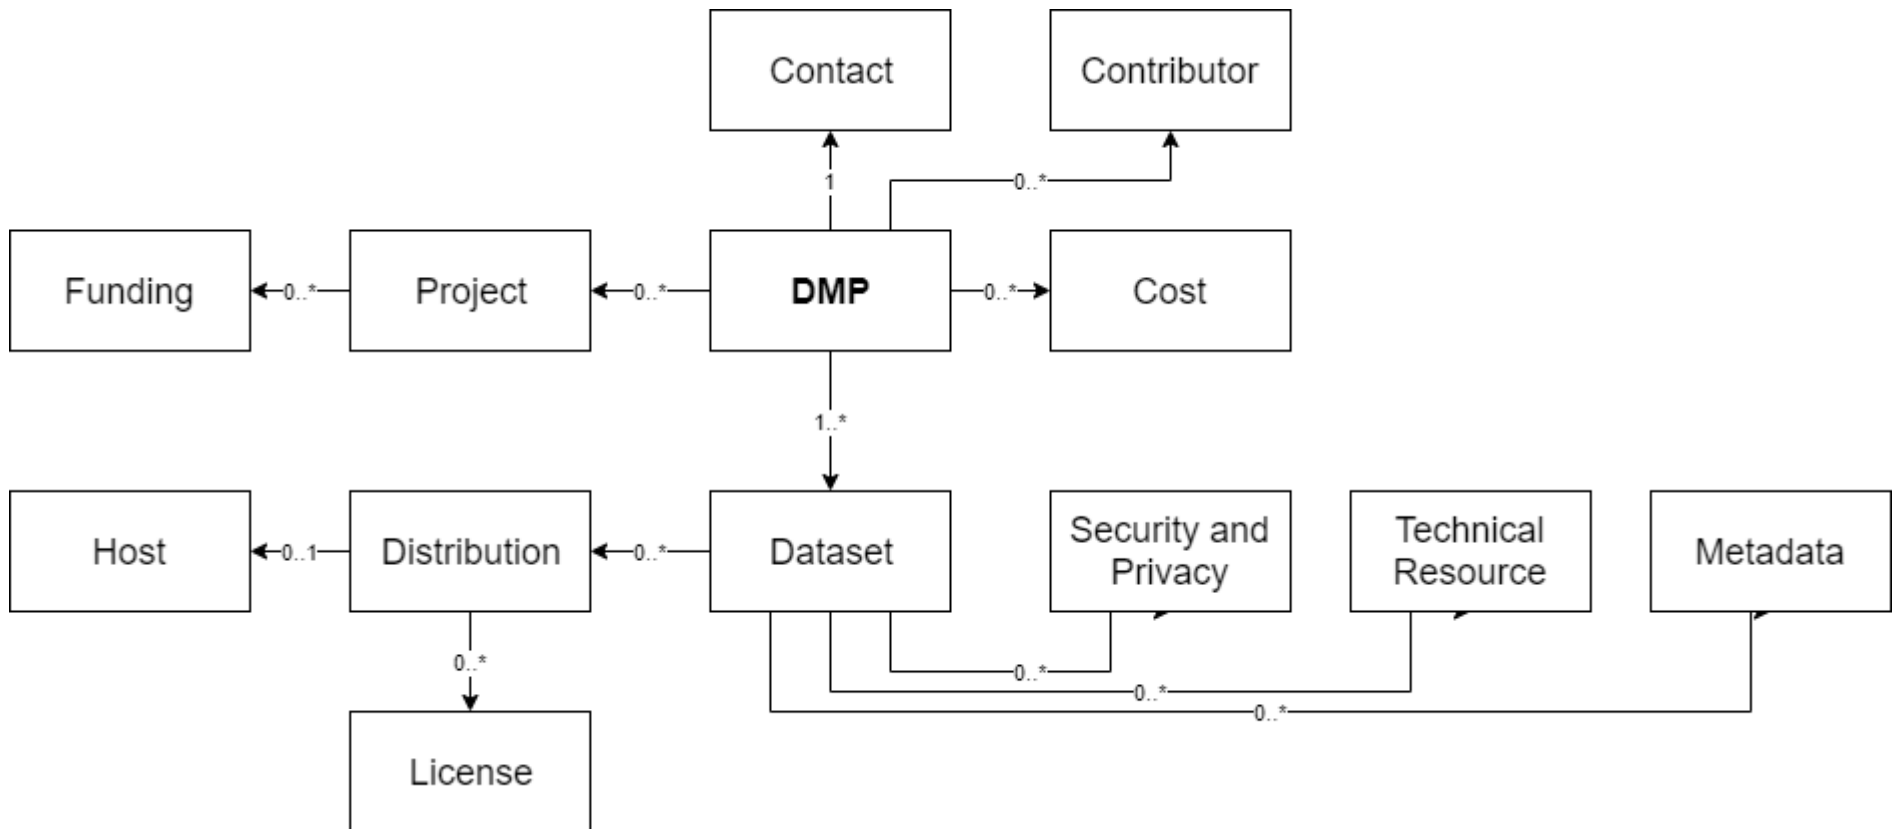 Contact
Contributor
1
0..*
Funding
0..*
Project
0..*
DMP
0..*
Cost
1..*
Host
0..1
Distribution
0..*
Dataset
Security and
Privacy
Technical
Resource
Metadata
0..*
0..*
0..*
0..*
License